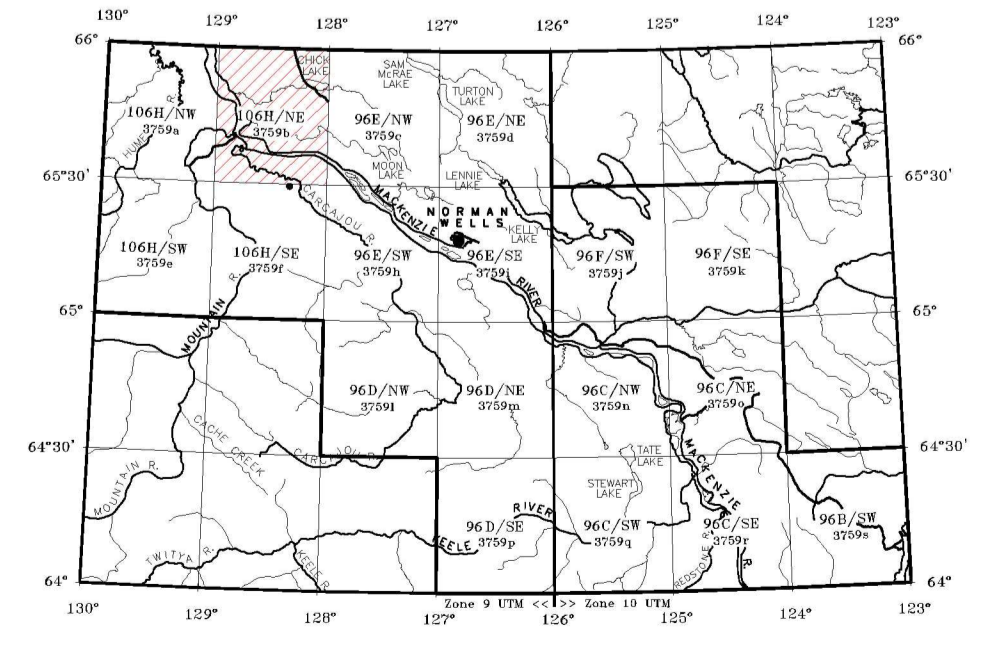 130° 129° 128° 127° 126° 125° 124° 123°
66° 66°
CHICK
LAKE
SAM
McRAE
LAKE
TURTON
LAKE
106H/NW
3759a
106H/NE
3759b
96E/NW
3759c
96E/NE
3759d
HUME R.
MOON
LAKE
LENNIE
LAKE
65°30' 65°30'
CARCAJOU R.
MACKENZIE
NORMAN
WELLS
KELLY
LAKE
106H/SW
3759e
106H/SE
3759f
96E/SW
3759h
96E/SE
3759i
96F/SW
3759j
96F/SE
3759k
RIVER
65° 65°
MOUNTAIN R.
96D/NW
3759l
96D/NE
3759m
96C/NW
3759n
96C/NE
3759o
CACHE CREEK
CARCAJOU R.
64°30' 64°30'
TATE
LAKE
MACKENZIE
MOUNTAIN R.
STEWART
LAKE
RIVER
96D/SE
3759p
96C/SW
3759q
96C/SE
3759r
96B/SW
3759s
KEELE
TWITYA R.
KEELE R.
REDSTONE R.
R.
64° 64°
Zone 9 UTM << >> Zone 10 UTM
130° 129° 128° 127° 126° 125° 124° 123°